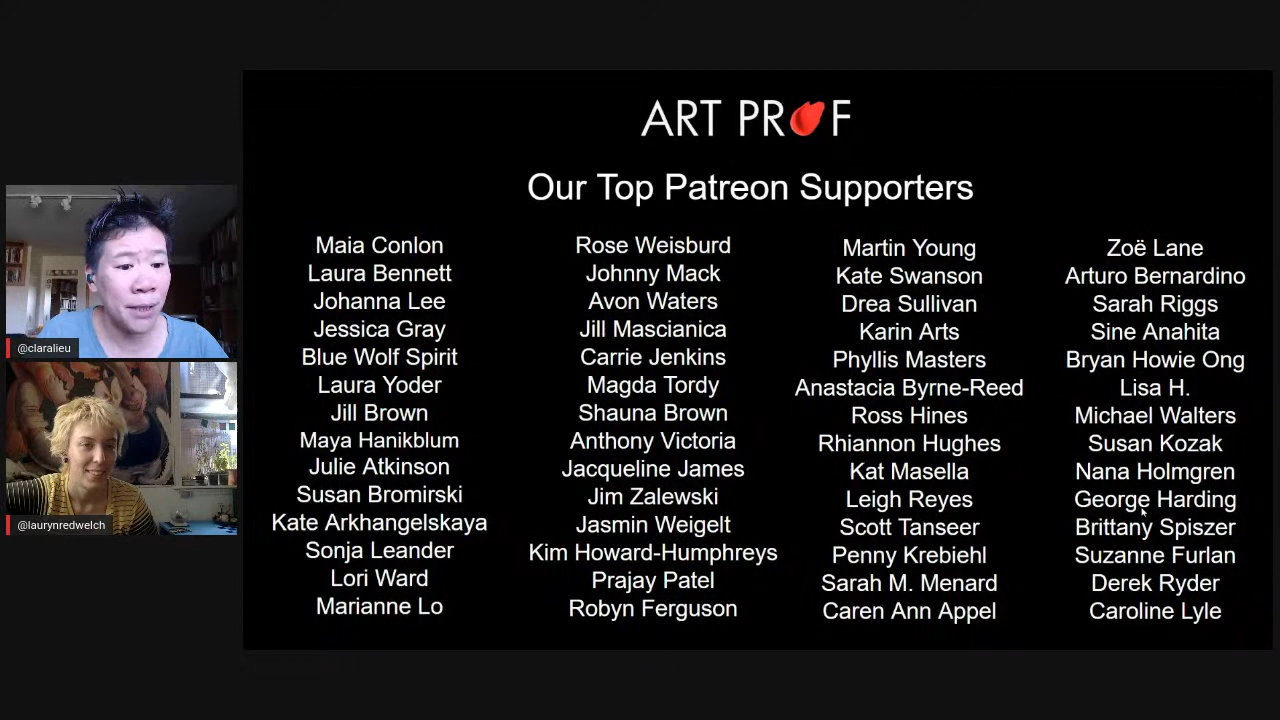 ART PROF
Our Top Patreon Supporters
Maia Conlon
Laura Bennett
Johanna Lee
Jessica Gray
Blue Wolf Spirit
Laura Yoder
Jill Brown
Maya Hanikblum
Julie Atkinson
Susan Bromirski
Kate Arkhangelskaya
Sonja Leander
Lori Ward
Marianne Lo
Rose Weisburd
Johnny Mack
Avon Waters
Jill Mascianica
Carrie Jenkins
Magda Tordy
Shauna Brown
Anthony Victoria
Jacqueline James
Jim Zalewski
Jasmin Weigelt
Kim Howard-Humphreys
Prajay Patel
Robyn Ferguson
Martin Young
Kate Swanson
Drea Sullivan
Karin Arts
Phyllis Masters
Anastacia Byrne-Reed
Ross Hines
Rhiannon Hughes
Kat Masella
Leigh Reyes
Scott Tanseer
Penny Krebiehl
Sarah M. Menard
Caren Ann Appel
Zoë Lane
Arturo Bernardino
Sarah Riggs
Sine Anahita
Bryan Howie Ong
Lisa H.
Michael Walters
Susan Kozak
Nana Holmgren
George Harding
Brittany Spiszer
Suzanne Furlan
Derek Ryder
Caroline Lyle
@claralieu
@laurynredwelch